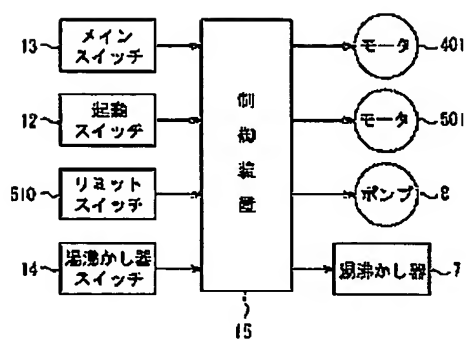 13
メイン
スイッチ
12
起動
スイッチ
510
リミット
スイッチ
14
湯沸かし器
スイッチ
制御装置
15
モータ
401
モータ
501
ポンプ
8
湯沸かし器
7